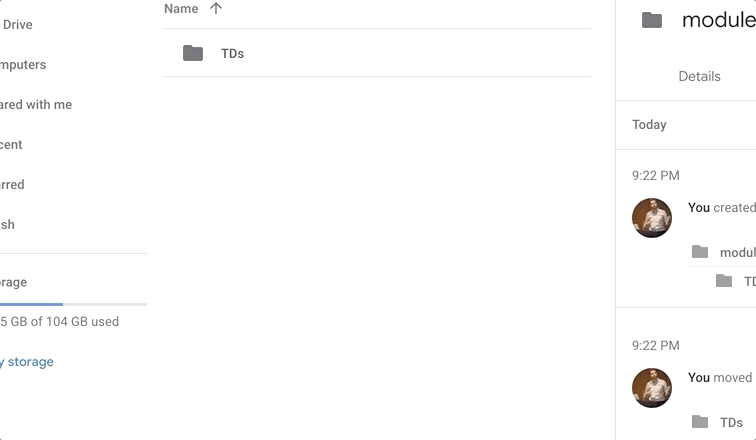 Drive
mputers
ared with me
cent
rred
sh
orage
5 GB of 104 GB used
y storage
Name
TDs
module
Details
Today
9:22 PM
You created
modul
TD
9:22 PM
You moved
TDs